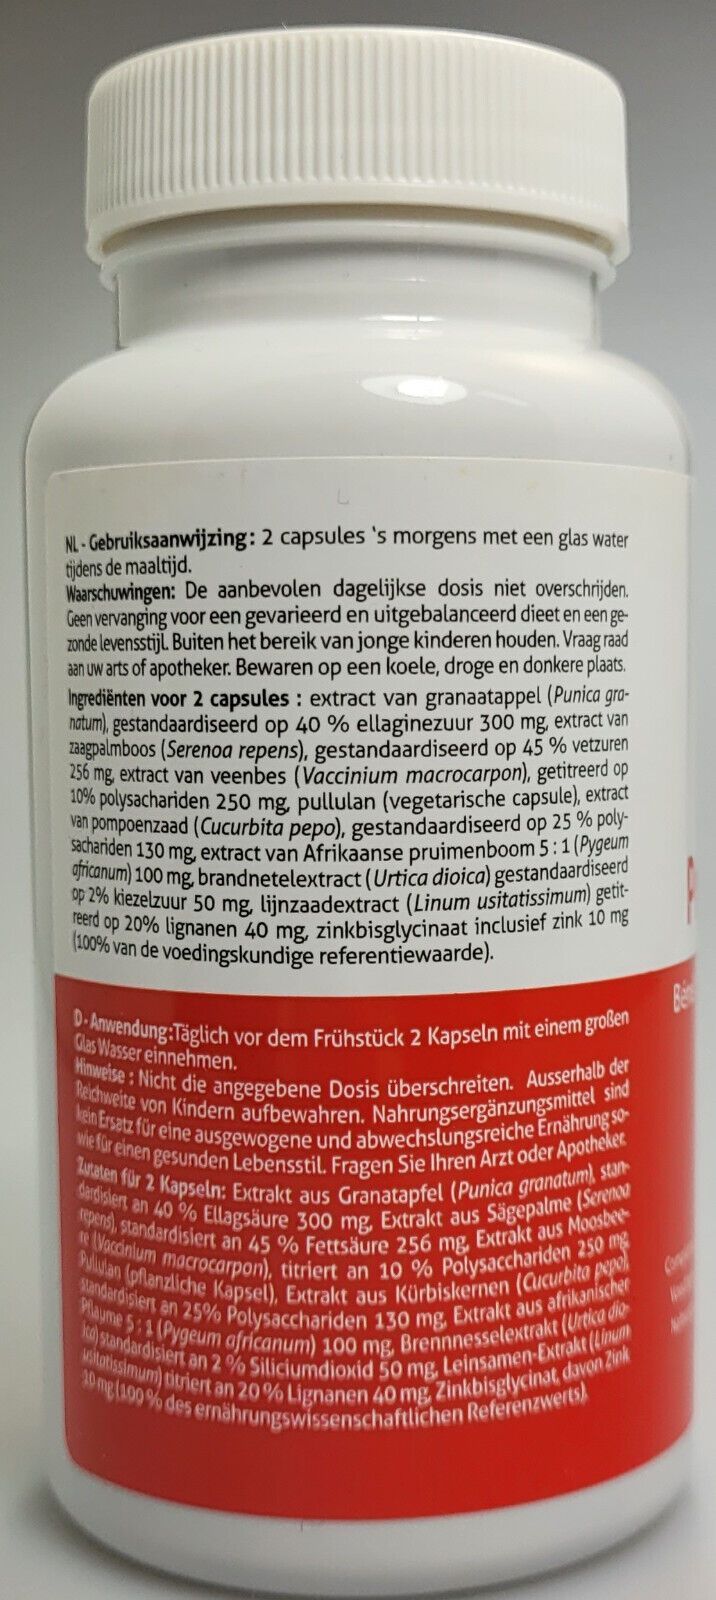 NL - Gebruiksaanwijzing: 2 capsules 's morgens met een glas water
tijdens de maaltijd.
Waarschuwingen: De aanbevolen dagelijkse dosis niet overschrijden.
Geen vervanging voor een gevarieerd en uitgebalanceerd dieet en een ge-
zonde levensstijl. Buiten het bereik van jonge kinderen houden. Vraag raad
aan uw arts of apotheker. Bewaren op een koele, droge en donkere plaats.
Ingrediënten voor 2 capsules : extract van granaatappel (Punica gra-
natum), gestandaardiseerd op 40 % ellaginezuur 300 mg, extract van
zaagpalmboos (Serenoa repens), gestandaardiseerd op 45 % vetzuren
256 mg, extract van veenbes (Vaccinium macrocarpon), getitreerd op
10% polysachariden 250 mg, pullulan (vegetarische capsule), extract
van pompoenzaad (Cucurbita pepo), gestandaardiseerd op 25 % poly-
sachariden 130 mg, extract van Afrikaanse pruimenboom 5 : 1 (Pygeum
africanum) 100 mg, brandnetelextract (Urtica dioica) gestandaardiseerd
op 2% kiezelzuur 50 mg, lijnzaadextract (Linum usitatissimum) getit-
reerd op 20% lignanen 40 mg, zinkbisglycinaat inclusief zink 10 mg
(100% van de voedingskundige referentiewaarde).
D - Anwendung:Täglich vor dem Frühstück 2 Kapseln mit einem großen
Glas Wasser einnehmen.
Hinweise : Nicht die angegebene Dosis überschreiten. Ausserhalb der
Reichweite von Kindern aufbewahren. Nahrungsergänzungsmittel sind
kein Ersatz für eine ausgewogene und abwechslungsreiche Ernährung so-
wie für einen gesunden Lebensstil. Fragen Sie Ihren Arzt oder Apotheker.
Zutaten für 2 Kapseln: Extrakt aus Granatapfel (Punica granatum), stan-
dardisiert an 40 % Ellagsäure 300 mg, Extrakt aus Sägepalme (Serenoa
repens), standardisiert an 45 % Fettsäure 256 mg, Extrakt aus Moosbee-
re (Vaccinium macrocarpon), titriert an 10 % Polysacchariden 250 mg,
Pullulan (pflanzliche Kapsel), Extrakt aus Kürbiskernen (Cucurbita pepo),
standardisiert an 25% Polysacchariden 130 mg, Extrakt aus afrikanischer
Pflaume 5 : 1 (Pygeum africanum) 100 mg, Brennnesselextrakt (Urtica dio-
ica) standardisiert an 2 % Siliciumdioxid 50 mg, Leinsamen-Extrakt (Linum
usitatissimum) titriert an 20 % Lignanen 40 mg, Zinkbisglycinat, davon Zink
10 mg (100 % des ernährungswissenschaftlichen Referenzwerts).